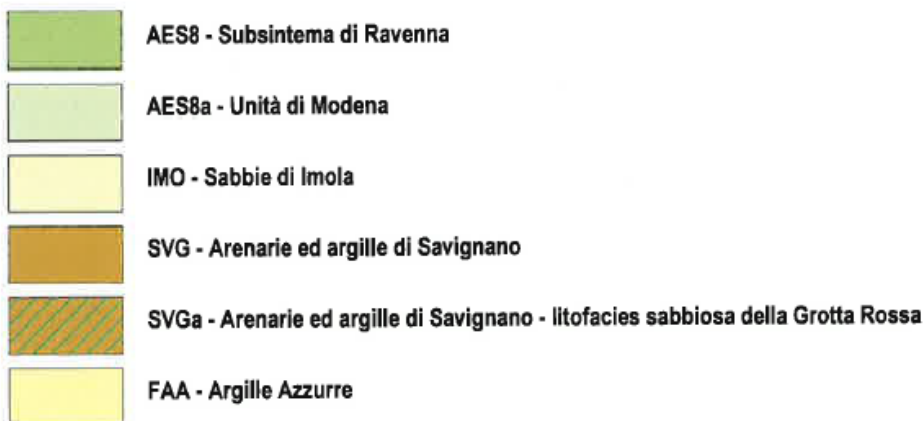 AES8 - Subsintema di Ravenna
AES8a - Unità di Modena
IMO - Sabbie di Imola
SVG - Arenarie ed argille di Savignano
SVGa - Arenarie ed argille di Savignano - litofacies sabbiosa della Grotta Rossa
FAA - Argille Azzurre